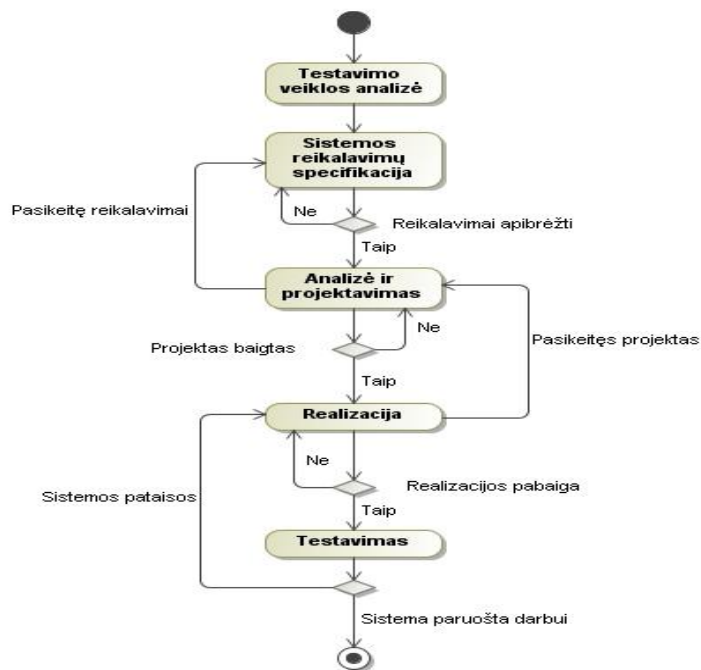 Testavimo
veiklos analizė
Sistemos
reikalavimų
specifikacija
Pasikeitę reikalavimai
Ne
Reikalavimai apibrėžti
Taip
Analizė ir
projektavimas
Ne
Pasikeitęs projektas
Projektas baigtas
Taip
Realizacija
Ne
Sistemos pataisos
Realizacijos pabaiga
Taip
Testavimas
Sistema paruošta darbui